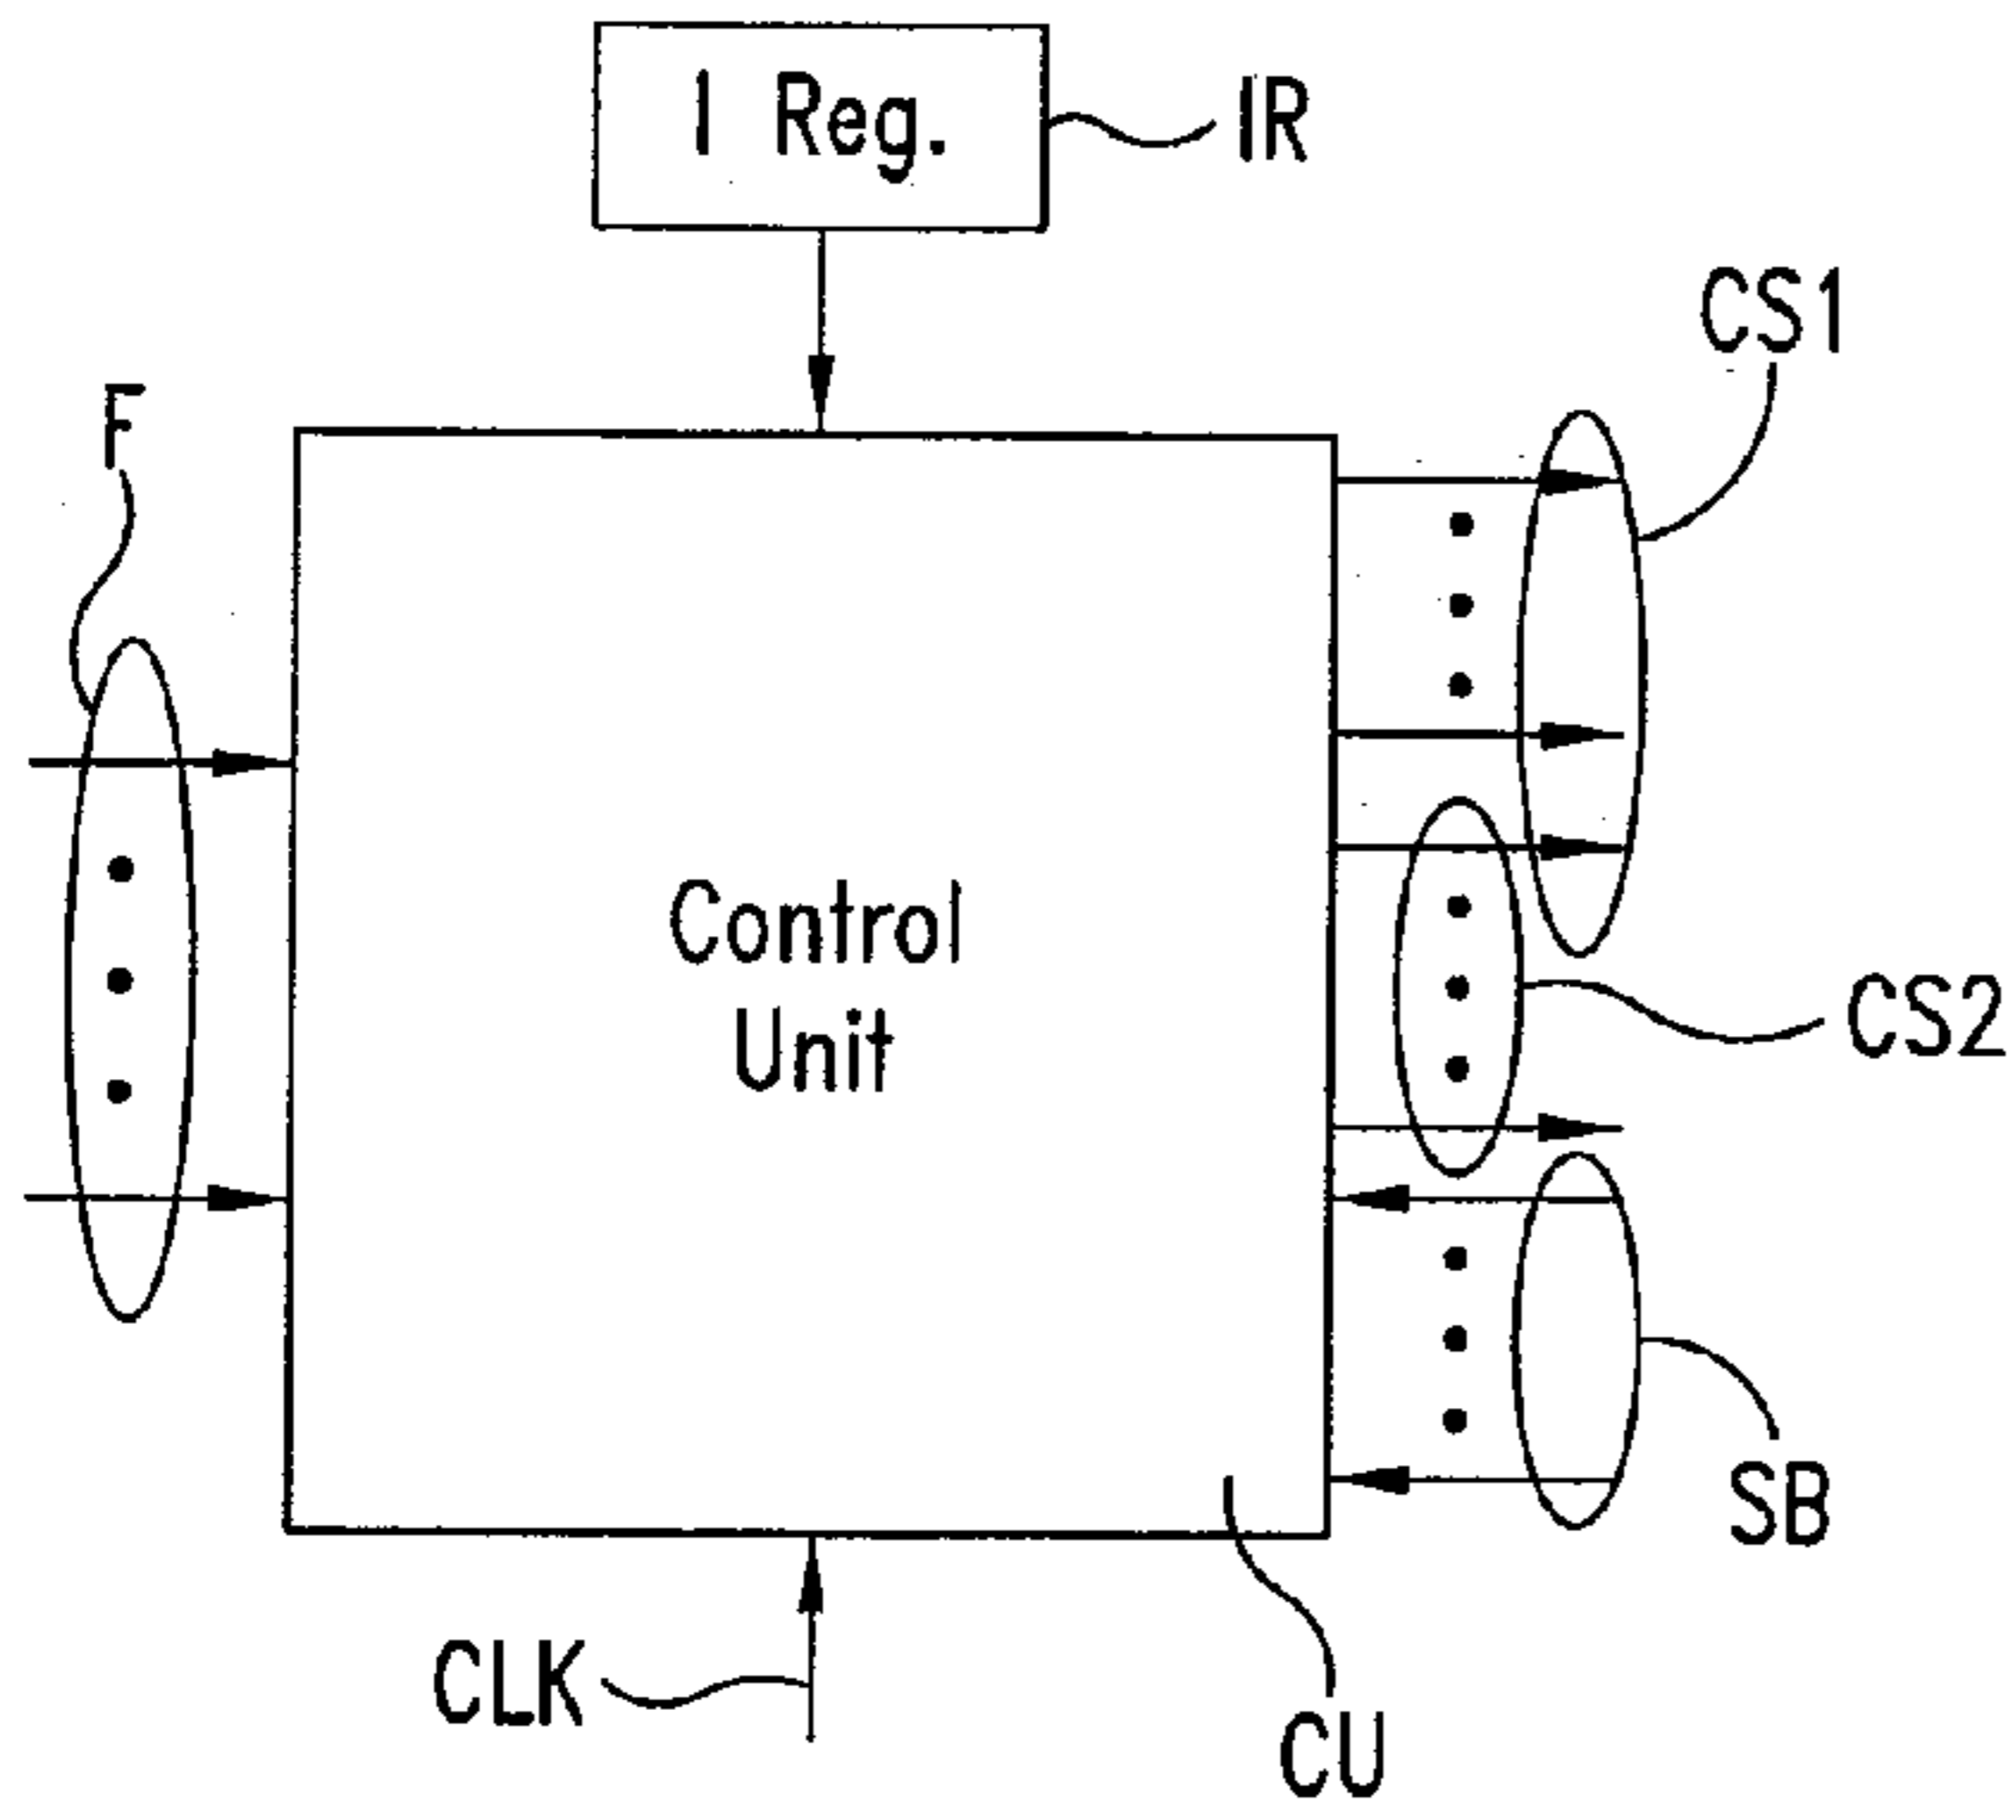 I Reg.
IR
CS1
F
Control
Unit
CS2
SB
CLK
CU